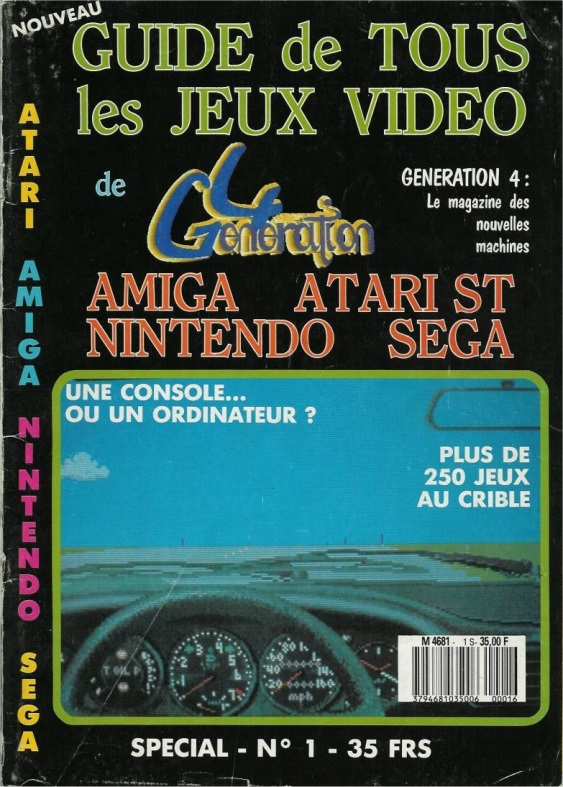 NOUVEAU
GUIDE de TOUS
les JEUX VIDEO
de
Generation 4
GENERATION 4 :
Le magazine des
nouvelles
machines
AMIGA ATARI ST
NINTENDO SEGA
ATARI AMIGA NINTENDO SEGA
UNE CONSOLE...
OU UN ORDINATEUR ?
PLUS DE
250 JEUX
AU CRIBLE
M 4681 - 1 S - 35,00 F
3794681035006 00016
SPECIAL - N° 1 - 35 FRS